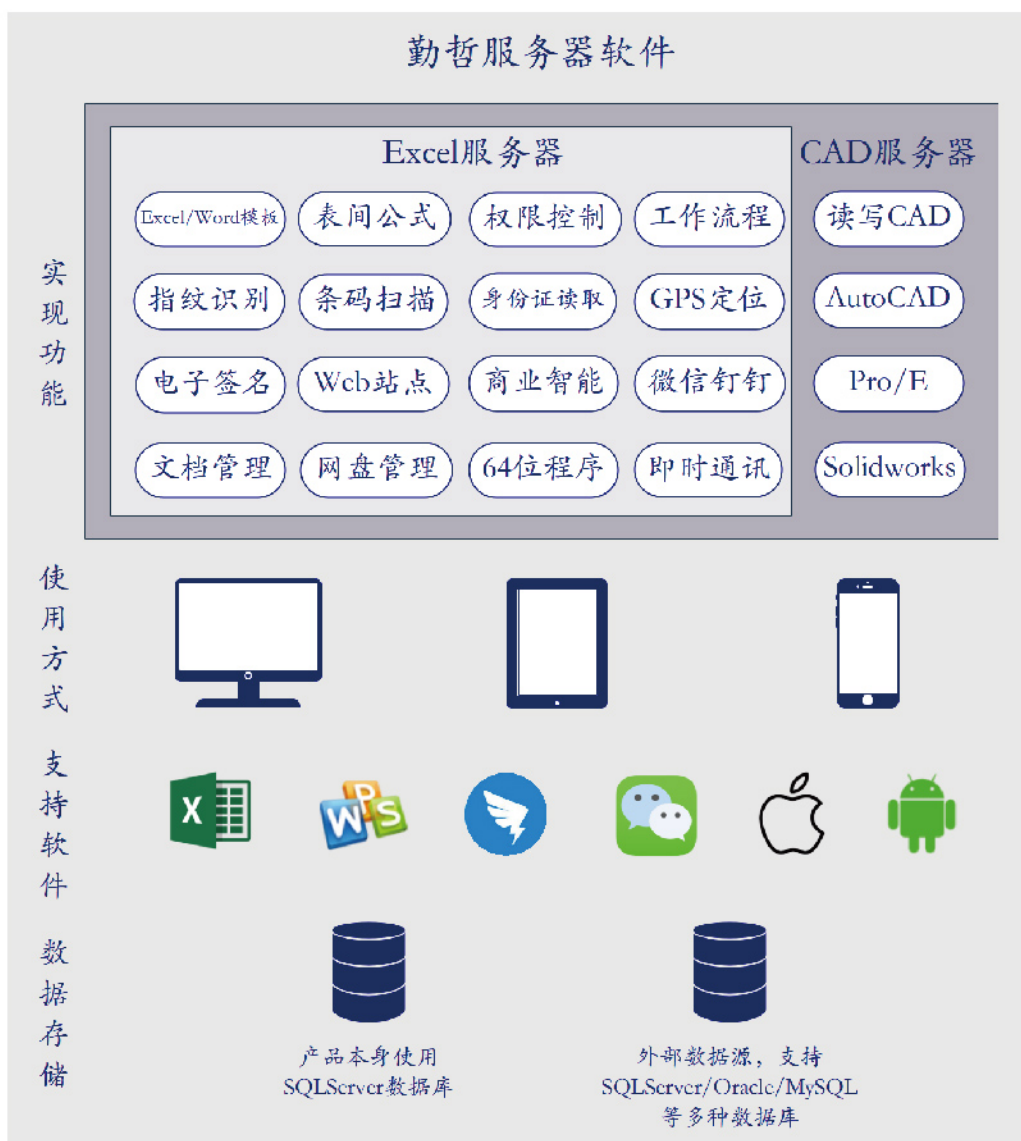 勤哲服务器软件
Excel服务器
CAD服务器
实现功能
Excel/Word模板
表间公式
权限控制
工作流程
读写CAD
指纹识别
条码扫描
身份证读取
GPS定位
AutoCAD
电子签名
Web站点
商业智能
微信钉钉
Pro/E
文档管理
网盘管理
64位程序
即时通讯
Solidworks
使用方式
支持软件
X
WPS
数据存储
产品本身使用
SQLServer数据库
外部数据源，支持
SQLServer/Oracle/MySQL
等多种数据库